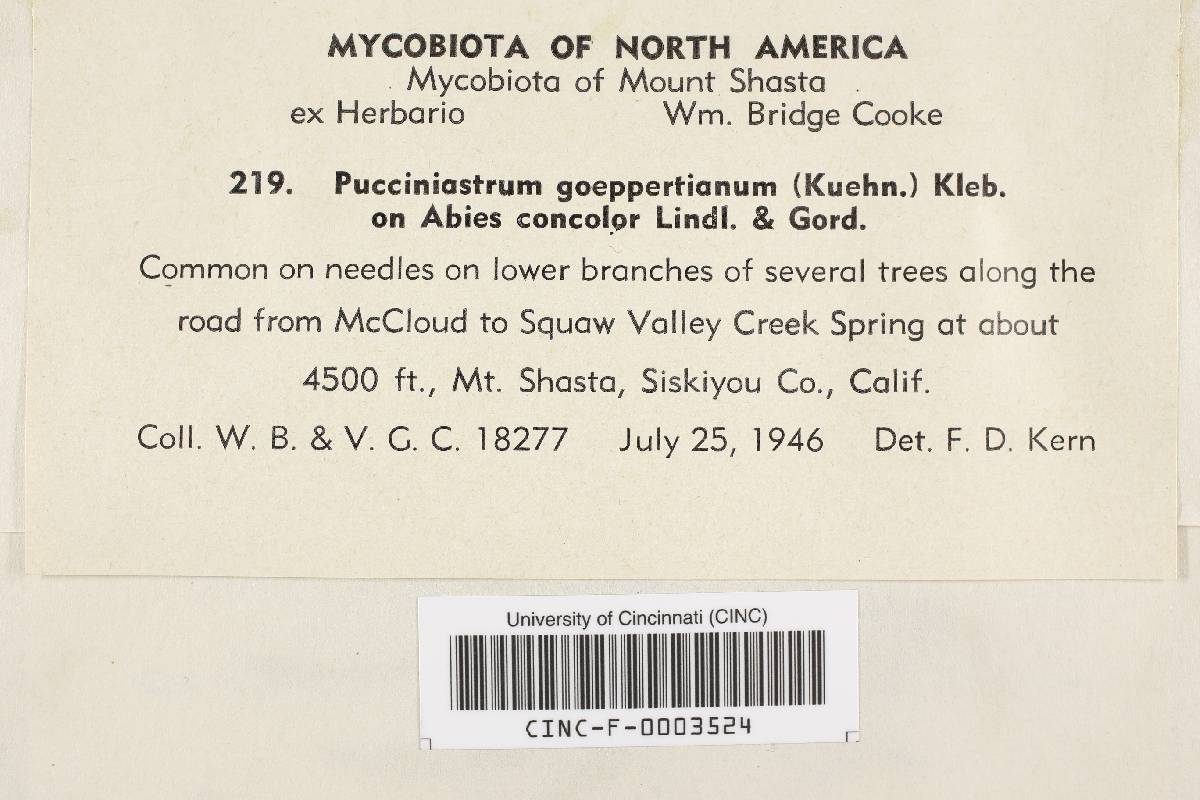 MYCOBIOTA OF NORTH AMERICA
Mycobiota of Mount Shasta
ex Herbario Wm. Bridge Cooke
219. Pucciniastrum goeppertianum (Kuehn.) Kleb.
on Abies concolor Lindl. & Gord.
Common on needles on lower branches of several trees along the
road from McCloud to Squaw Valley Creek Spring at about
4500 ft., Mt. Shasta, Siskiyou Co., Calif.
Coll. W. B. & V. G. C. 18277 July 25, 1946 Det. F. D. Kern
University of Cincinnati (CINC)
CINC-F-0003524